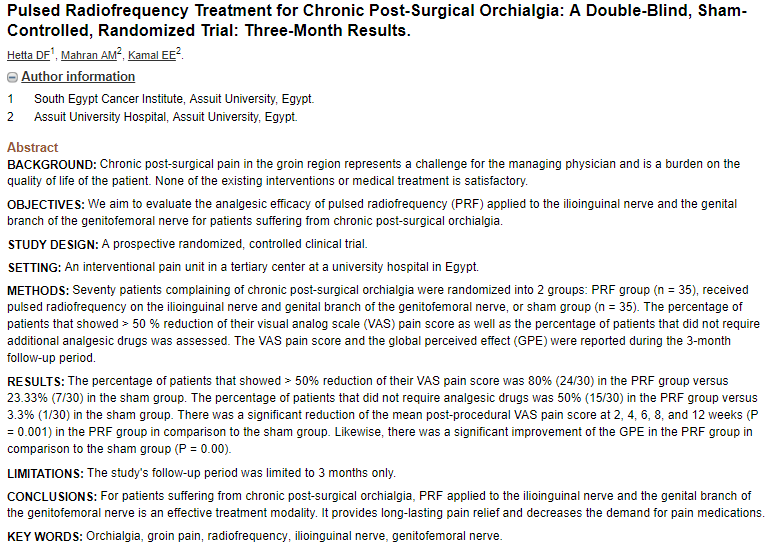 Pulsed Radiofrequency Treatment for Chronic Post-Surgical Orchialgia: A Double-Blind, Sham-
Controlled, Randomized Trial: Three-Month Results.
Hetta DF1, Mahran AM2, Kamal EE2.
Author information
1 South Egypt Cancer Institute, Assuit University, Egypt.
2 Assuit University Hospital, Assuit University, Egypt.
Abstract
BACKGROUND: Chronic post-surgical pain in the groin region represents a challenge for the managing physician and is a burden on the
quality of life of the patient. None of the existing interventions or medical treatment is satisfactory.
OBJECTIVES: We aim to evaluate the analgesic efficacy of pulsed radiofrequency (PRF) applied to the ilioinguinal nerve and the genital
branch of the genitofemoral nerve for patients suffering from chronic post-surgical orchialgia.
STUDY DESIGN: A prospective randomized, controlled clinical trial.
SETTING: An interventional pain unit in a tertiary center at a university hospital in Egypt.
METHODS: Seventy patients complaining of chronic post-surgical orchialgia were randomized into 2 groups: PRF group (n = 35), received
pulsed radiofrequency on the ilioinguinal nerve and genital branch of the genitofemoral nerve, or sham group (n = 35). The percentage of
patients that showed > 50 % reduction of their visual analog scale (VAS) pain score as well as the percentage of patients that did not require
additional analgesic drugs was assessed. The VAS pain score and the global perceived effect (GPE) were reported during the 3-month
follow-up period.
RESULTS: The percentage of patients that showed > 50% reduction of their VAS pain score was 80% (24/30) in the PRF group versus
23.33% (7/30) in the sham group. The percentage of patients that did not require analgesic drugs was 50% (15/30) in the PRF group versus
3.3% (1/30) in the sham group. There was a significant reduction of the mean post-procedural VAS pain score at 2, 4, 6, 8, and 12 weeks (P
= 0.001) in the PRF group in comparison to the sham group. Likewise, there was a significant improvement of the GPE in the PRF group in
comparison to the sham group (P = 0.00).
LIMITATIONS: The study's follow-up period was limited to 3 months only.
CONCLUSIONS: For patients suffering from chronic post-surgical orchialgia, PRF applied to the ilioinguinal nerve and the genital branch of
the genitofemoral nerve is an effective treatment modality. It provides long-lasting pain relief and decreases the demand for pain medications.
KEY WORDS: Orchialgia, groin pain, radiofrequency, ilioinguinal nerve, genitofemoral nerve.